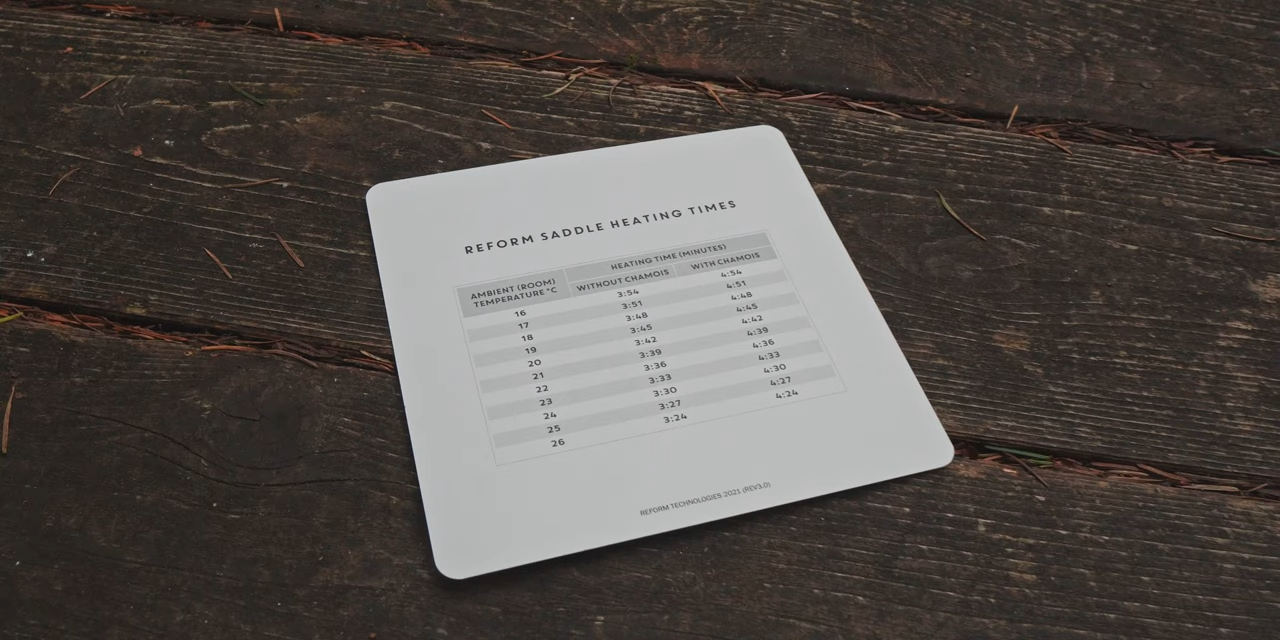 REFORM SADDLE HEATING TIMES
AMBIENT (ROOM) TEMPERATURE °C HEATING TIME (MINUTES)
WITHOUT CHAMOIS WITH CHAMOIS
16 3:54 4:54
17 3:51 4:51
18 3:48 4:48
19 3:45 4:45
20 3:42 4:42
21 3:39 4:39
22 3:36 4:36
23 3:33 4:33
24 3:30 4:30
25 3:27 4:27
26 3:24 4:24
REFORM TECHNOLOGIES 2021 (REV3.0)